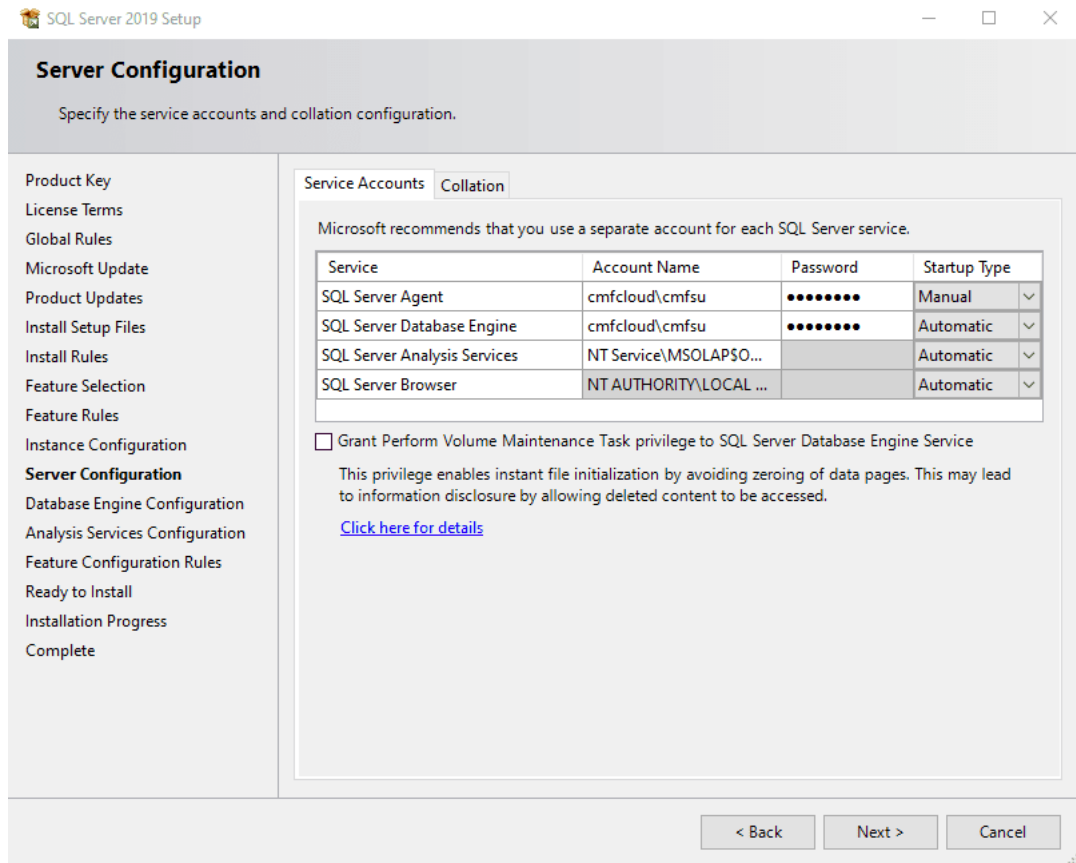 SQL Server 2019 Setup
Server Configuration
Specify the service accounts and collation configuration.
Product Key
License Terms
Global Rules
Microsoft Update
Product Updates
Install Setup Files
Install Rules
Feature Selection
Feature Rules
Instance Configuration
Server Configuration
Database Engine Configuration
Analysis Services Configuration
Feature Configuration Rules
Ready to Install
Installation Progress
Complete
Service Accounts Collation
Microsoft recommends that you use a separate account for each SQL Server service.
Service Account Name Password Startup Type
SQL Server Agent cmfcloud\cmfsu ●●●●●●●● Manual
SQL Server Database Engine cmfcloud\cmfsu ●●●●●●●● Automatic
SQL Server Analysis Services NT Service\MSOLAP$O... Automatic
SQL Server Browser NT AUTHORITY\LOCAL ... Automatic
Grant Perform Volume Maintenance Task privilege to SQL Server Database Engine Service
This privilege enables instant file initialization by avoiding zeroing of data pages. This may lead
to information disclosure by allowing deleted content to be accessed.
Click here for details
< Back Next > Cancel